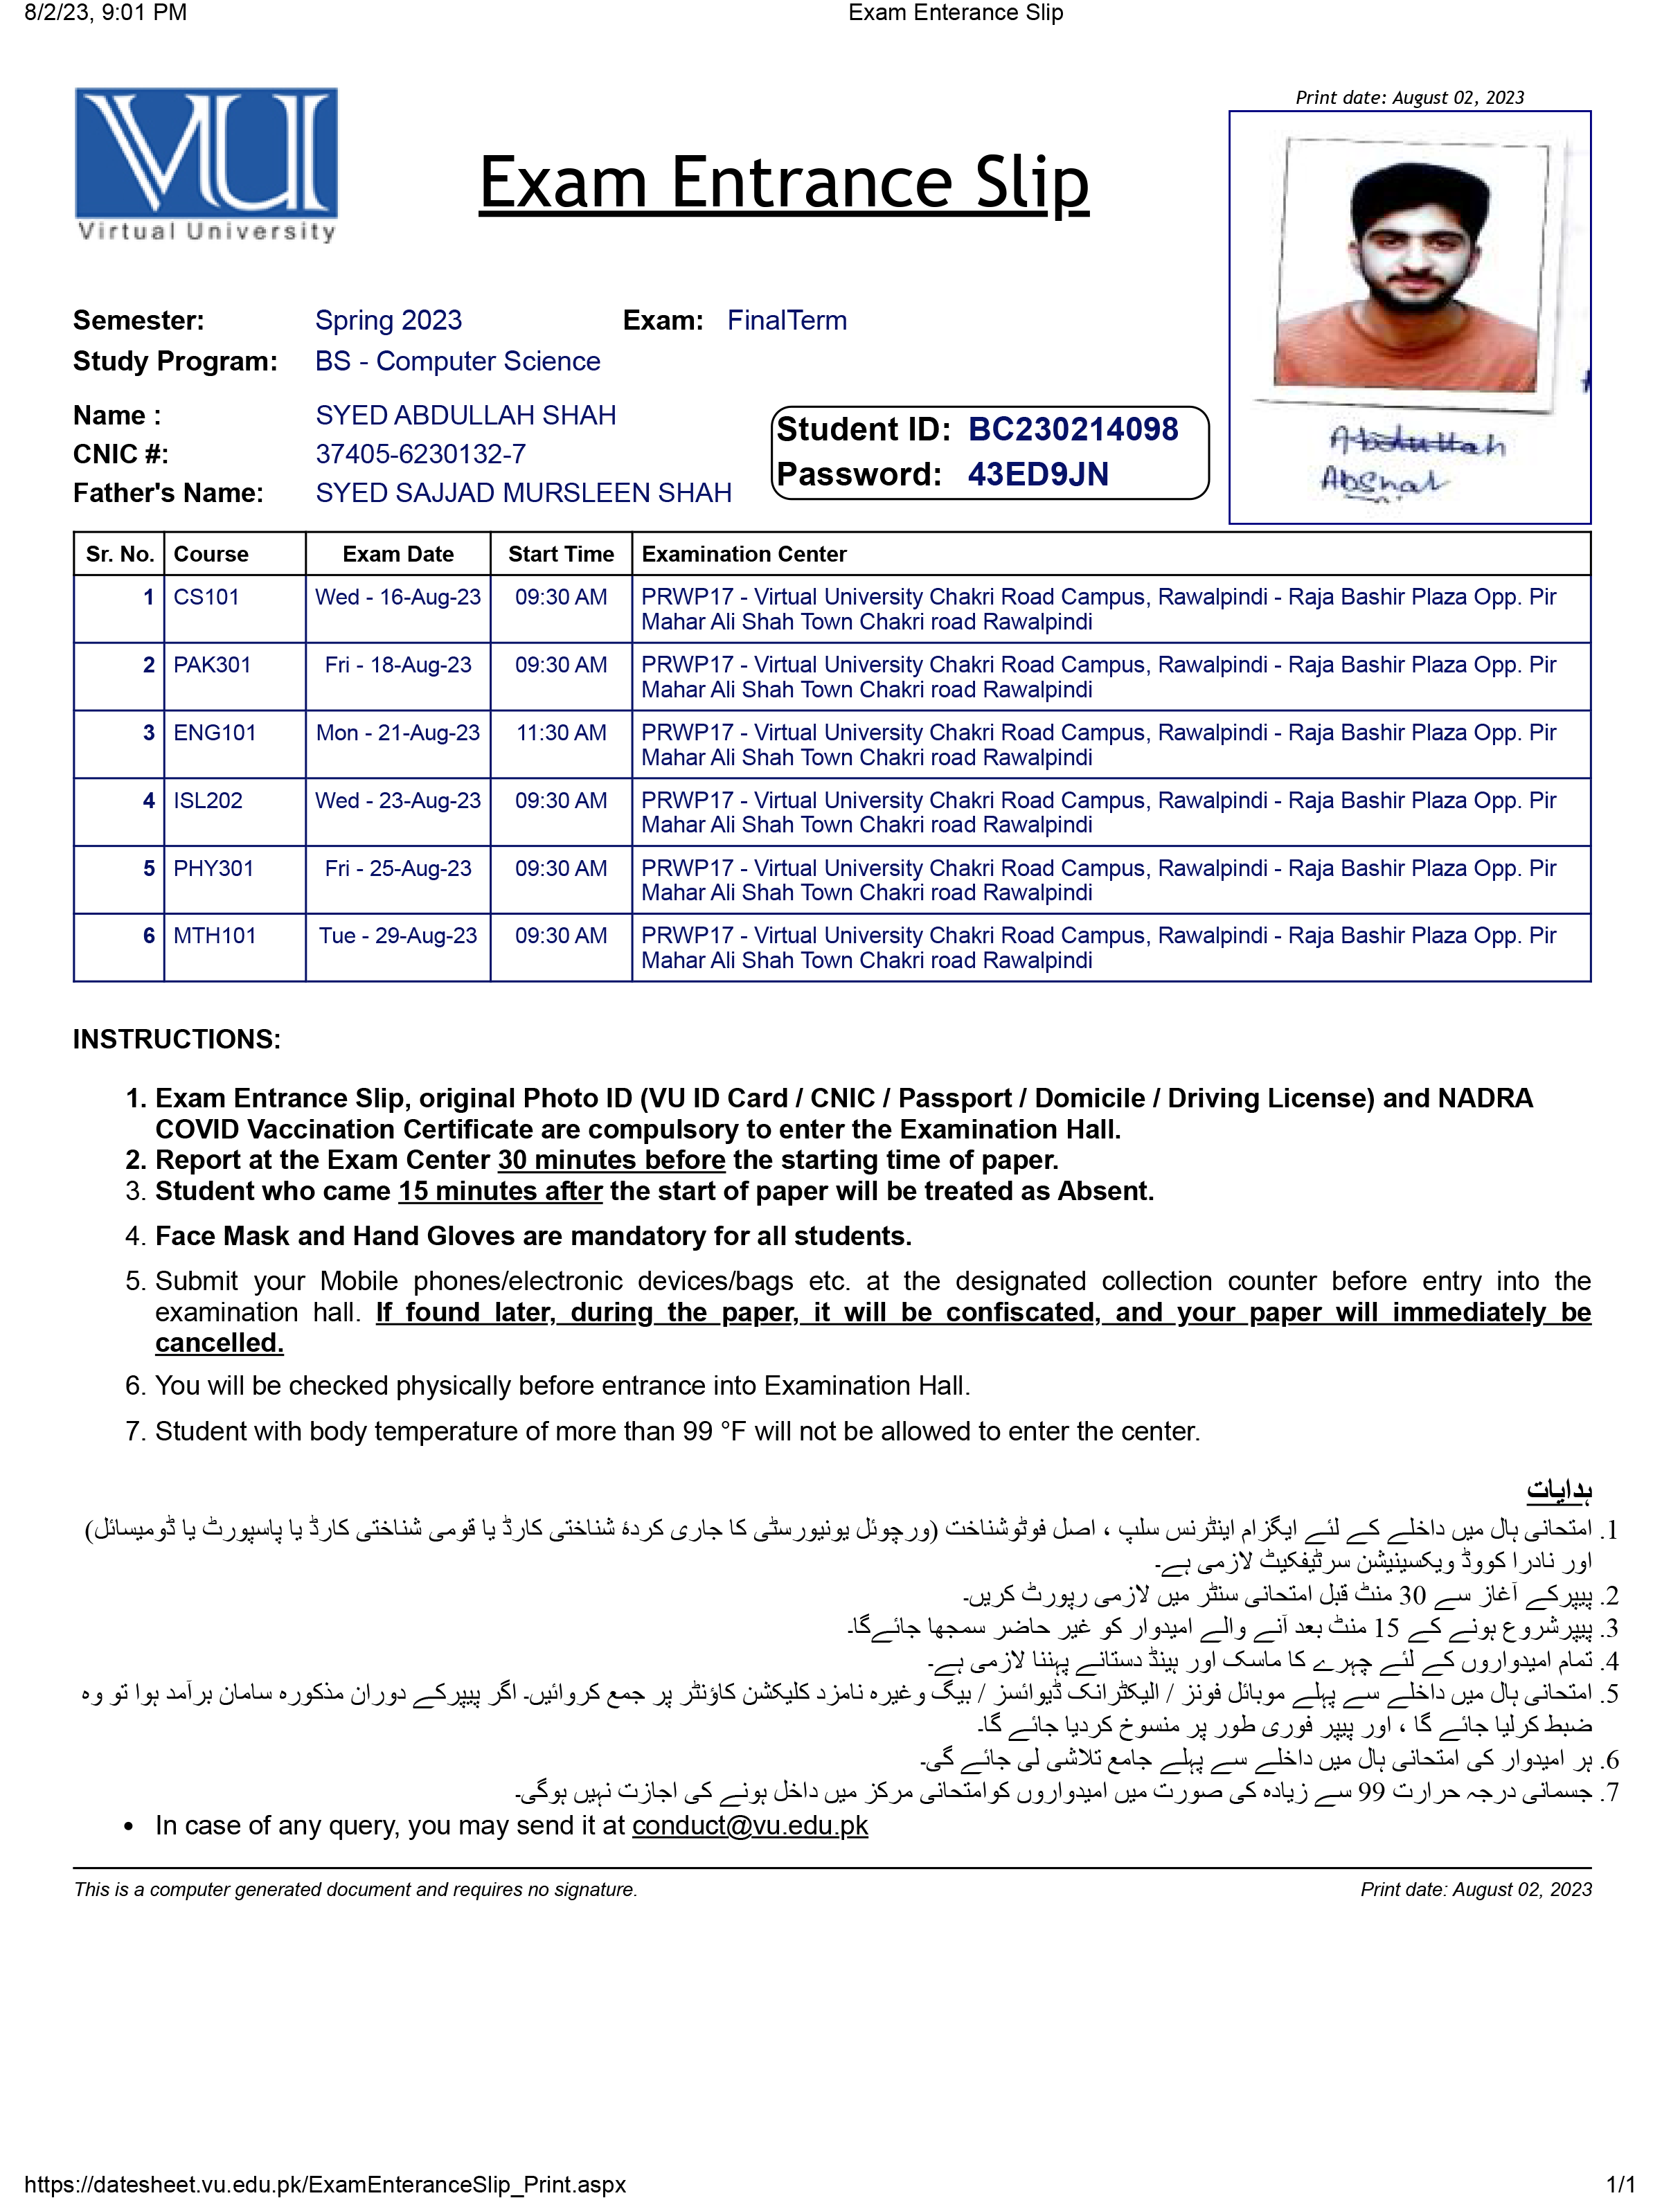 8/2/23, 9:01 PM
Exam Enterance Slip
VU
Virtual University
Exam Entrance Slip
Print date: August 02, 2023
Semester: Spring 2023 Exam: FinalTerm
Study Program: BS - Computer Science
Name : SYED ABDULLAH SHAH
CNIC #: 37405-6230132-7
Father's Name: SYED SAJJAD MURSLEEN SHAH
Student ID: BC230214098
Password: 43ED9JN
Abdullah
Sr. No. Course Exam Date Start Time Examination Center
1 CS101 Wed - 16-Aug-23 09:30 AM PRWP17 - Virtual University Chakri Road Campus, Rawalpindi - Raja Bashir Plaza Opp. Pir
Mahar Ali Shah Town Chakri road Rawalpindi
2 PAK301 Fri - 18-Aug-23 09:30 AM PRWP17 - Virtual University Chakri Road Campus, Rawalpindi - Raja Bashir Plaza Opp. Pir
Mahar Ali Shah Town Chakri road Rawalpindi
3 ENG101 Mon - 21-Aug-23 11:30 AM PRWP17 - Virtual University Chakri Road Campus, Rawalpindi - Raja Bashir Plaza Opp. Pir
Mahar Ali Shah Town Chakri road Rawalpindi
4 ISL202 Wed - 23-Aug-23 09:30 AM PRWP17 - Virtual University Chakri Road Campus, Rawalpindi - Raja Bashir Plaza Opp. Pir
Mahar Ali Shah Town Chakri road Rawalpindi
5 PHY301 Fri - 25-Aug-23 09:30 AM PRWP17 - Virtual University Chakri Road Campus, Rawalpindi - Raja Bashir Plaza Opp. Pir
Mahar Ali Shah Town Chakri road Rawalpindi
6 MTH101 Tue - 29-Aug-23 09:30 AM PRWP17 - Virtual University Chakri Road Campus, Rawalpindi - Raja Bashir Plaza Opp. Pir
Mahar Ali Shah Town Chakri road Rawalpindi
INSTRUCTIONS:
1. Exam Entrance Slip, original Photo ID (VU ID Card / CNIC / Passport / Domicile / Driving License) and NADRA
COVID Vaccination Certificate are compulsory to enter the Examination Hall.
2. Report at the Exam Center 30 minutes before the starting time of paper.
3. Student who came 15 minutes after the start of paper will be treated as Absent.
4. Face Mask and Hand Gloves are mandatory for all students.
5. Submit your Mobile phones/electronic devices/bags etc. at the designated collection counter before entry into the
examination hall. If found later, during the paper, it will be confiscated, and your paper will immediately be
cancelled.
6. You will be checked physically before entrance into Examination Hall.
7. Student with body temperature of more than 99 °F will not be allowed to enter the center.
ہدایات
1. امتحانی ہال میں داخلے کے لئے ایگزام اینٹرنس سلپ ، اصل فوٹوشناخت (ورچوئل یونیورسٹی کا جاری کردۂ شناختی کارڈ یا قومی شناختی کارڈ یا پاسپورٹ یا ڈومیسائل)
اور نادرا کووڈ ویکسینیشن سرٹیفکیٹ لازمی ہے۔
2. پیپرکے آغاز سے 30 منٹ قبل امتحانی سنٹر میں لازمی رپورٹ کریں۔
3. پیپرشروع ہونے کے 15 منٹ بعد آنے والے امیدوار کو غیر حاضر سمجھا جائےگا۔
4. تمام امیدواروں کے لئے چہرے کا ماسک اور ہینڈ دستانے پہننا لازمی ہے۔
5. امتحانی ہال میں داخلے سے پہلے موبائل فونز / الیکٹرانک ڈیوائسز / بیگ وغیرہ نامزد کلیکشن کاؤنٹر پر جمع کروائیں۔ اگر پیپرکے دوران مذکورہ سامان برآمد ہوا تو وہ
ضبط کرلیا جائے گا ، اور پیپر فوری طور پر منسوخ کردیا جائے گا۔
6. ہر امیدوار کی امتحانی ہال میں داخلے سے پہلے جامع تلاشی لی جائے گی۔
7. جسمانی درجہ حرارت 99 سے زیادہ کی صورت میں امیدواروں کوامتحانی مرکز میں داخل ہونے کی اجازت نہیں ہوگی۔
• In case of any query, you may send it at conduct@vu.edu.pk
This is a computer generated document and requires no signature.
Print date: August 02, 2023
https://datesheet.vu.edu.pk/ExamEnteranceSlip_Print.aspx
1/1